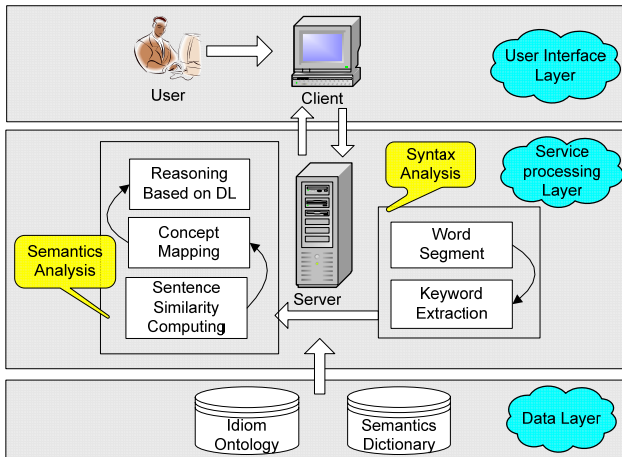 User
Client
User Interface
Layer
Service
processing
Layer
Syntax
Analysis
Reasoning
Based on DL
Concept
Mapping
Semantics
Analysis
Sentence
Similarity
Computing
Server
Word
Segment
Keyword
Extraction
Idiom
Ontology
Semantics
Dictionary
Data Layer